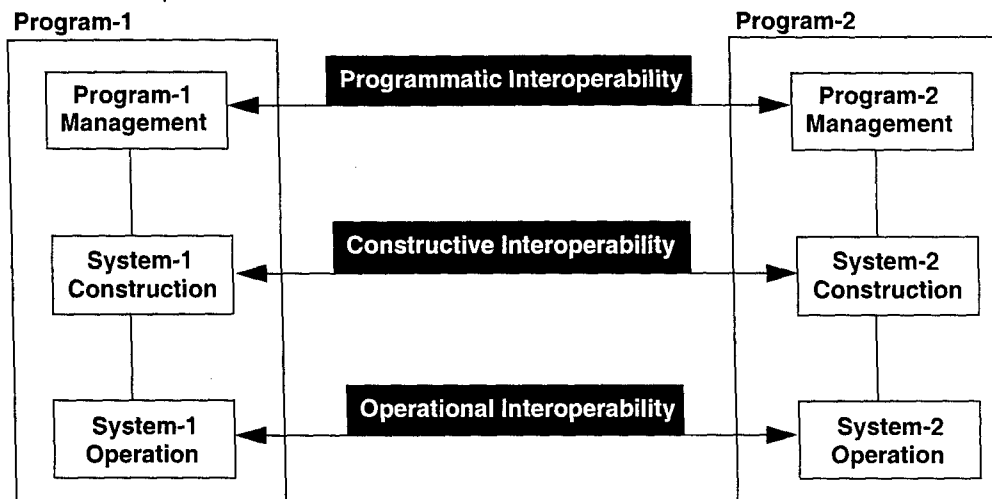 Program-1
Program-2
Programmatic Interoperability
Program-1
Management
Program-2
Management
Constructive Interoperability
System-1
Construction
System-2
Construction
Operational Interoperability
System-1
Operation
System-2
Operation